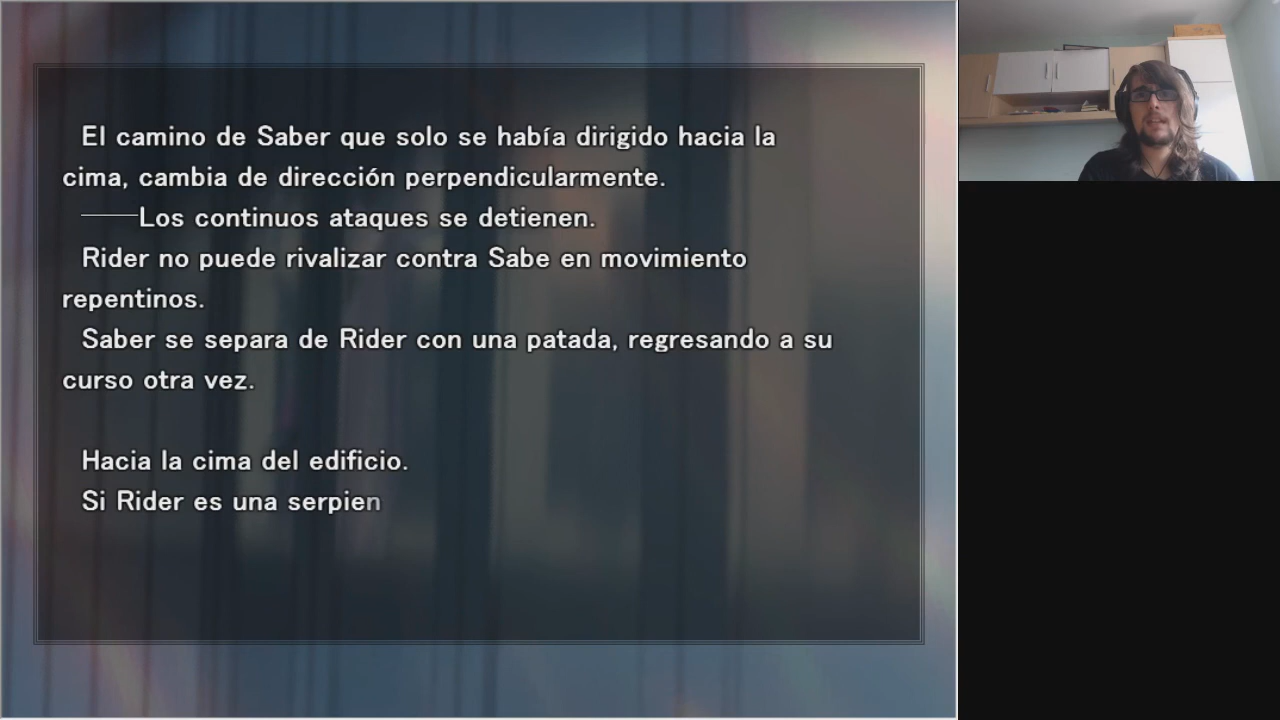 El camino de Saber que solo se había dirigido hacia la
cima, cambia de dirección perpendicularmente.
───Los continuos ataques se detienen.
Rider no puede rivalizar contra Sabe en movimiento
repentinos.
Saber se separa de Rider con una patada, regresando a su
curso otra vez.
Hacia la cima del edificio.
Si Rider es una serpien